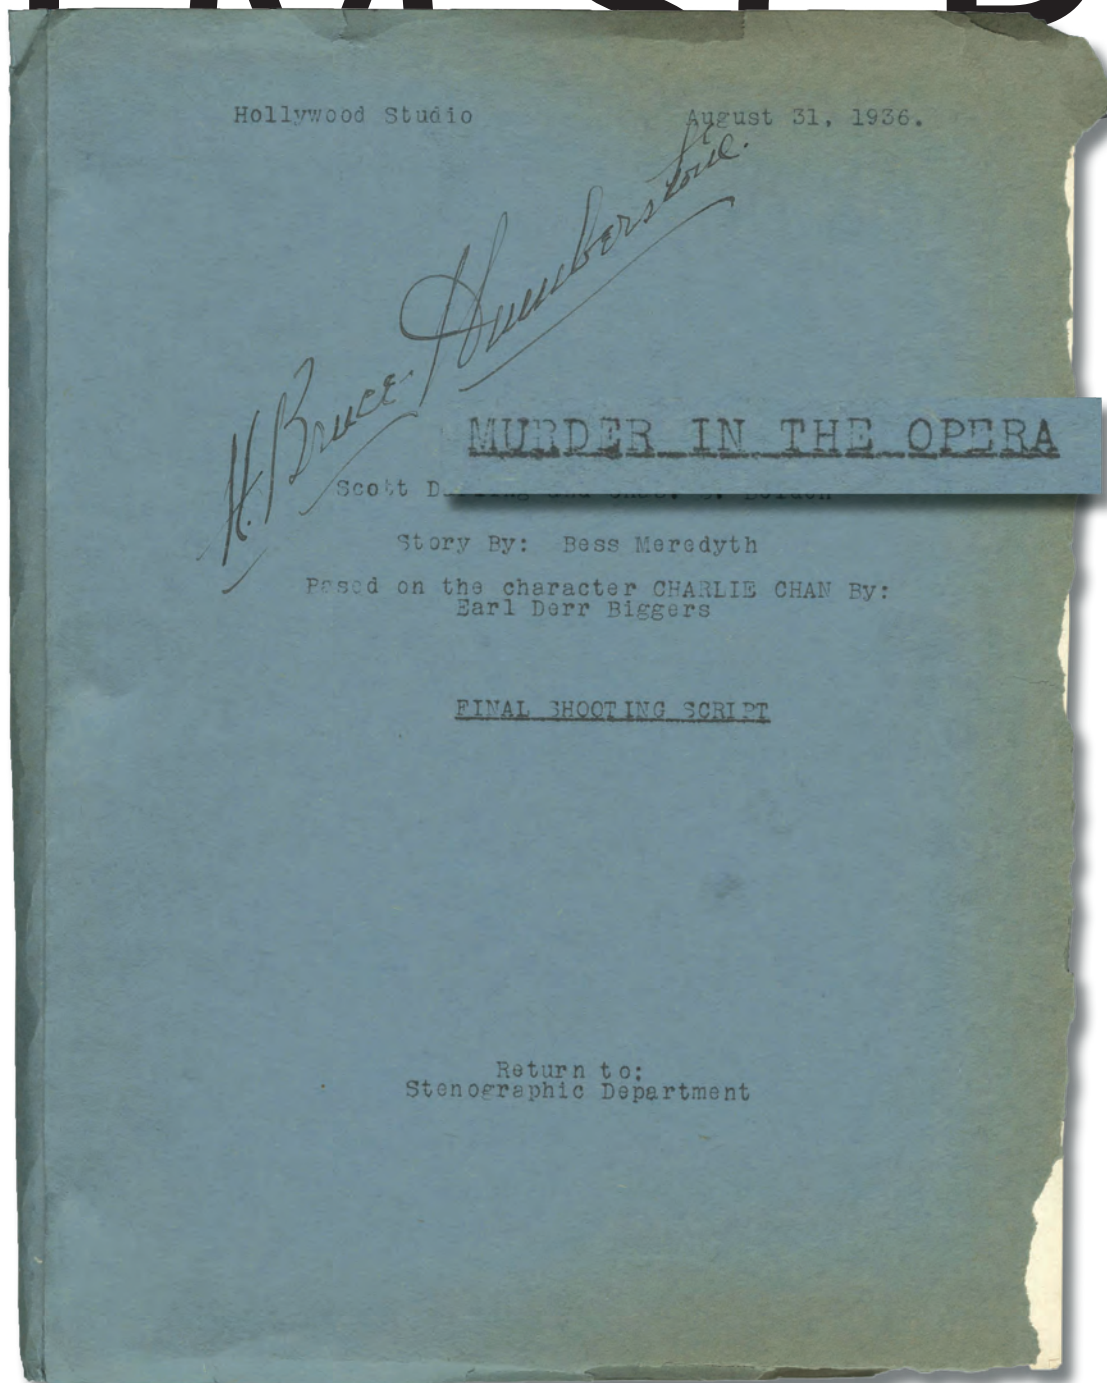 Hollywood Studio August 31, 1936.
H. Bruce Humberstone.
MURDER IN THE OPERA
Scott
Story By: Bess Meredyth
Based on the character CHARLIE CHAN By:
Earl Derr Biggers
FINAL SHOOTING SCRIPT
Return to:
Stenographic Department